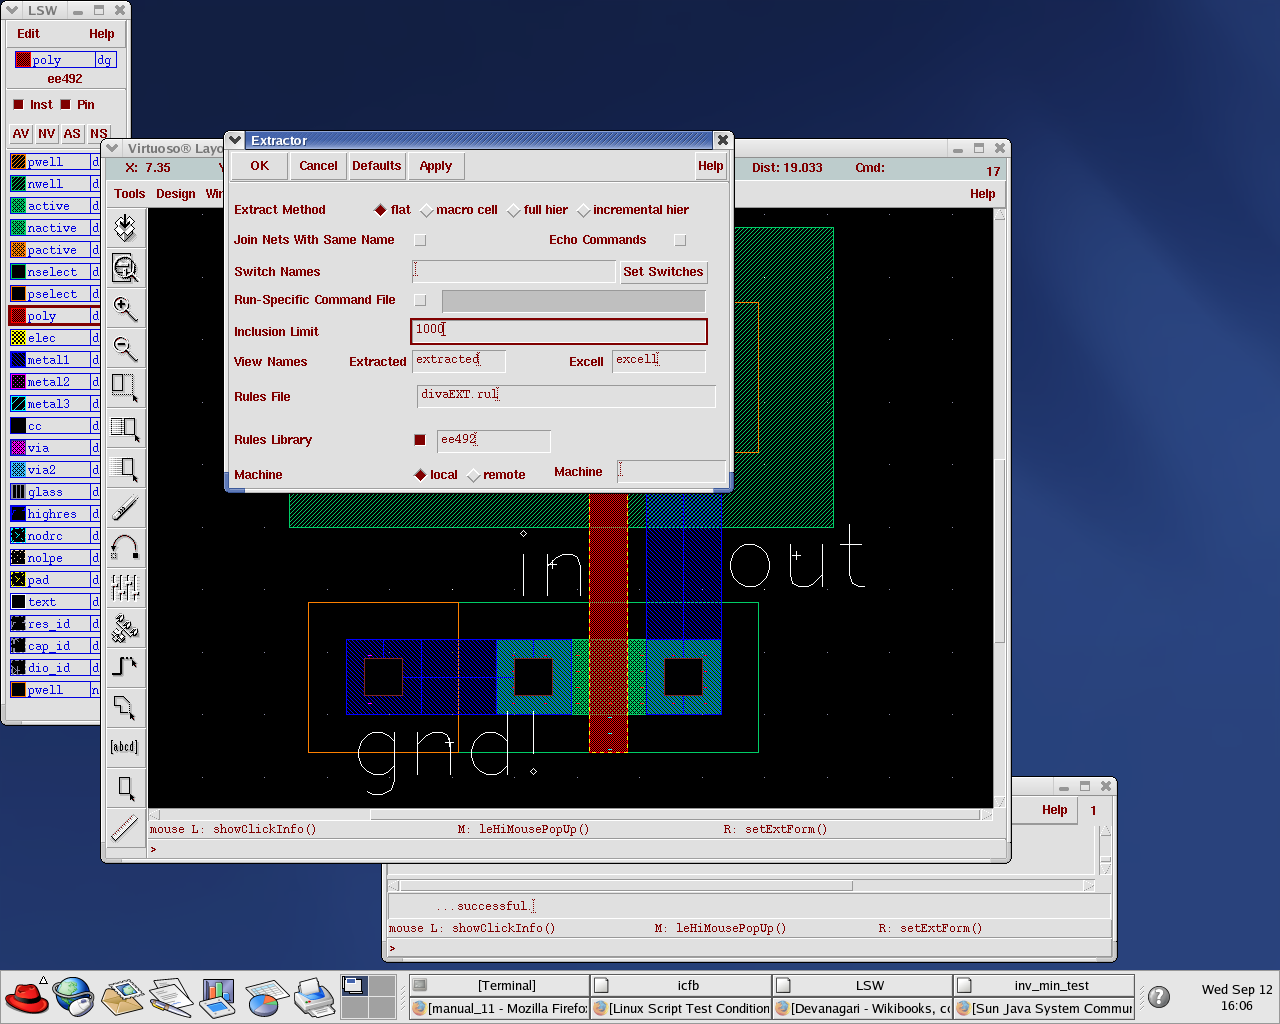 LSW
Edit Help
poly dg
ee492
Inst Pin
AV NV AS NS
pwell d
nwell d
active d
nactive d
pactive d
nselect d
pselect d
poly d
elec d
metal1 d
metal2 d
metal3 d
cc d
via d
via2 d
glass d
highres d
nodrc d
nolpe d
pad d
text d
res_id d
cap_id d
dio_id d
pwell n
Virtuoso® Layo
X: 7.35
Dist: 19.033 Cmd: 17
Tools Design Win Help
[abcd]
Extractor
OK Cancel Defaults Apply Help
Extract Method flat macro cell full hier incremental hier
Join Nets With Same Name Echo Commands
Switch Names Set Switches
Run-Specific Command File
Inclusion Limit 1000
View Names Extracted extracted Excell excell
Rules File divaEXT.rul
Rules Library ee492
Machine local remote Machine
in out
gnd!
mouse L: showClickInfo() M: leHiMousePopUp() R: setExtForm()
>
Help 1
...successful.
mouse L: showClickInfo() M: leHiMousePopUp() R: setExtForm()
>
[Terminal] icfb LSW inv_min_test
[manual_11 - Mozilla Firefo [Linux Script Test Condition [Devanagari - Wikibooks, c [Sun Java System Commu
Wed Sep 12
16:06